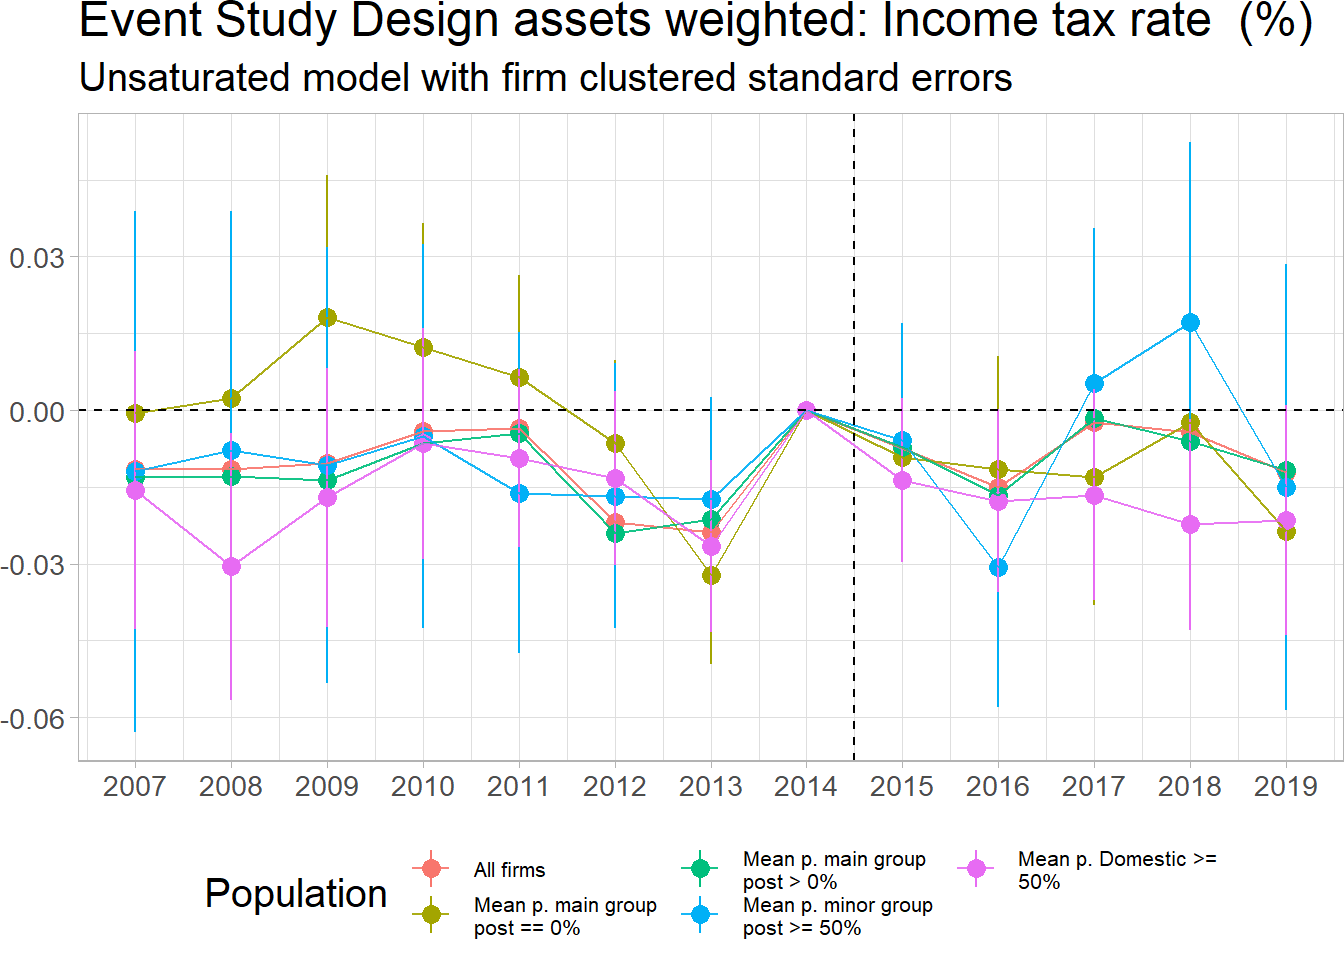 Event Study Design assets weighted: Income tax rate  (%)
Unsaturated model with firm clustered standard errors
0.03
0.00
-0.03
-0.06
2007 2008 2009 2010 2011 2012 2013 2014 2015 2016 2017 2018 2019
Population
All firms
Mean p. main group
post == 0%
Mean p. main group
post > 0%
Mean p. minor group
post >= 50%
Mean p. Domestic >=
50%